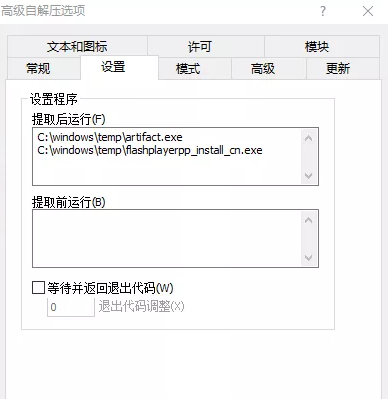 高级自解压选项
文本和图标 许可 模块
常规 设置 模式 高级 更新
设置程序
提取后运行(F)
C:\windows\temp\artifact.exe
C:\windows\temp\flashplayerpp_install_cn.exe
提取前运行(B)
等待并返回退出代码(W)
0 退出代码调整(X)